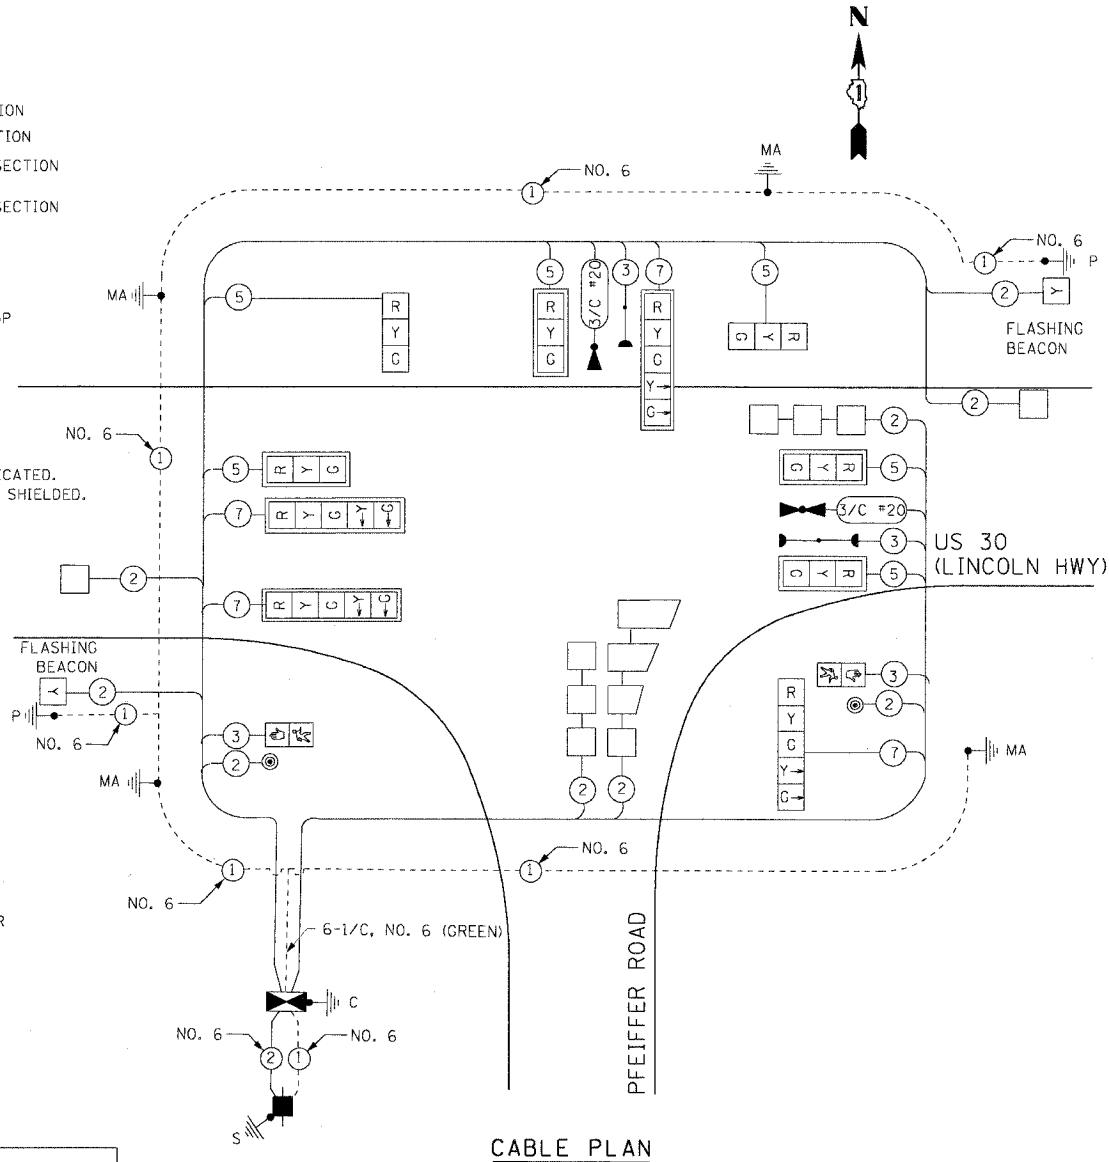 N
1
ION
TION
SECTION
SECTION
P
ICATED.
SHIELDED.
R
NO. 6
1
MA
NO. 6
1
P
2
Y
FLASHING
BEACON
MA
5
R
Y
G
5
R
Y
G
3/C #20
3
7
R
Y
G
Y→
G→
5
R Y G
2
2
NO. 6
1
5
R Y G
5
R Y G
7
R Y G Y← G←
3/C #20
3
US 30
(LINCOLN HWY)
5
R Y G
2
7
R Y G Y← G←
FLASHING
BEACON
Y
2
P
1
NO. 6
3
2
MA
3
2
R
Y
G
Y→
G→
7
MA
2
2
NO. 6
1
NO. 6
1
6-1/C, NO. 6 (GREEN)
C
NO. 6
2
1
NO. 6
S
PFEIFFER ROAD
CABLE PLAN